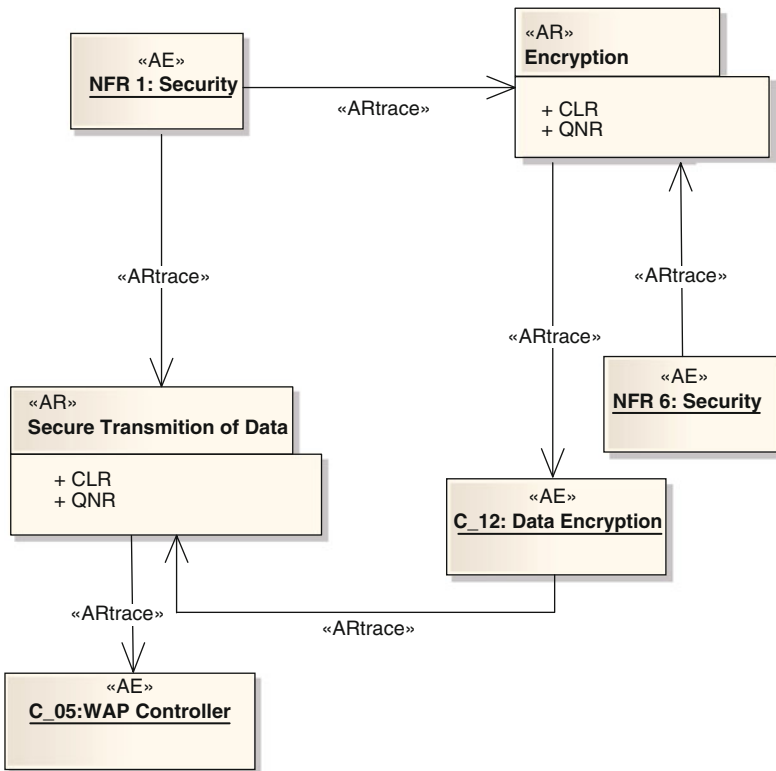 «AE»
NFR 1: Security
«AR»
Encryption
+ CLR
+ QNR
«ARtrace»
«ARtrace»
«ARtrace»
«ARtrace»
«AE»
NFR 6: Security
«AR»
Secure Transmition of Data
+ CLR
+ QNR
«AE»
C_12: Data Encryption
«ARtrace»
«ARtrace»
«AE»
C_05:WAP Controller